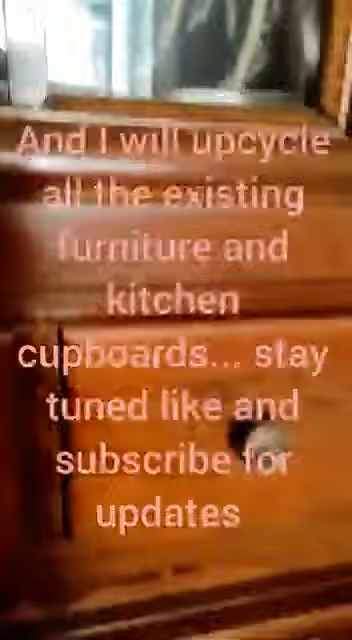 And I will upcycle
all the existing
furniture and
kitchen
cupboards... stay
tuned like and
subscribe for
updates